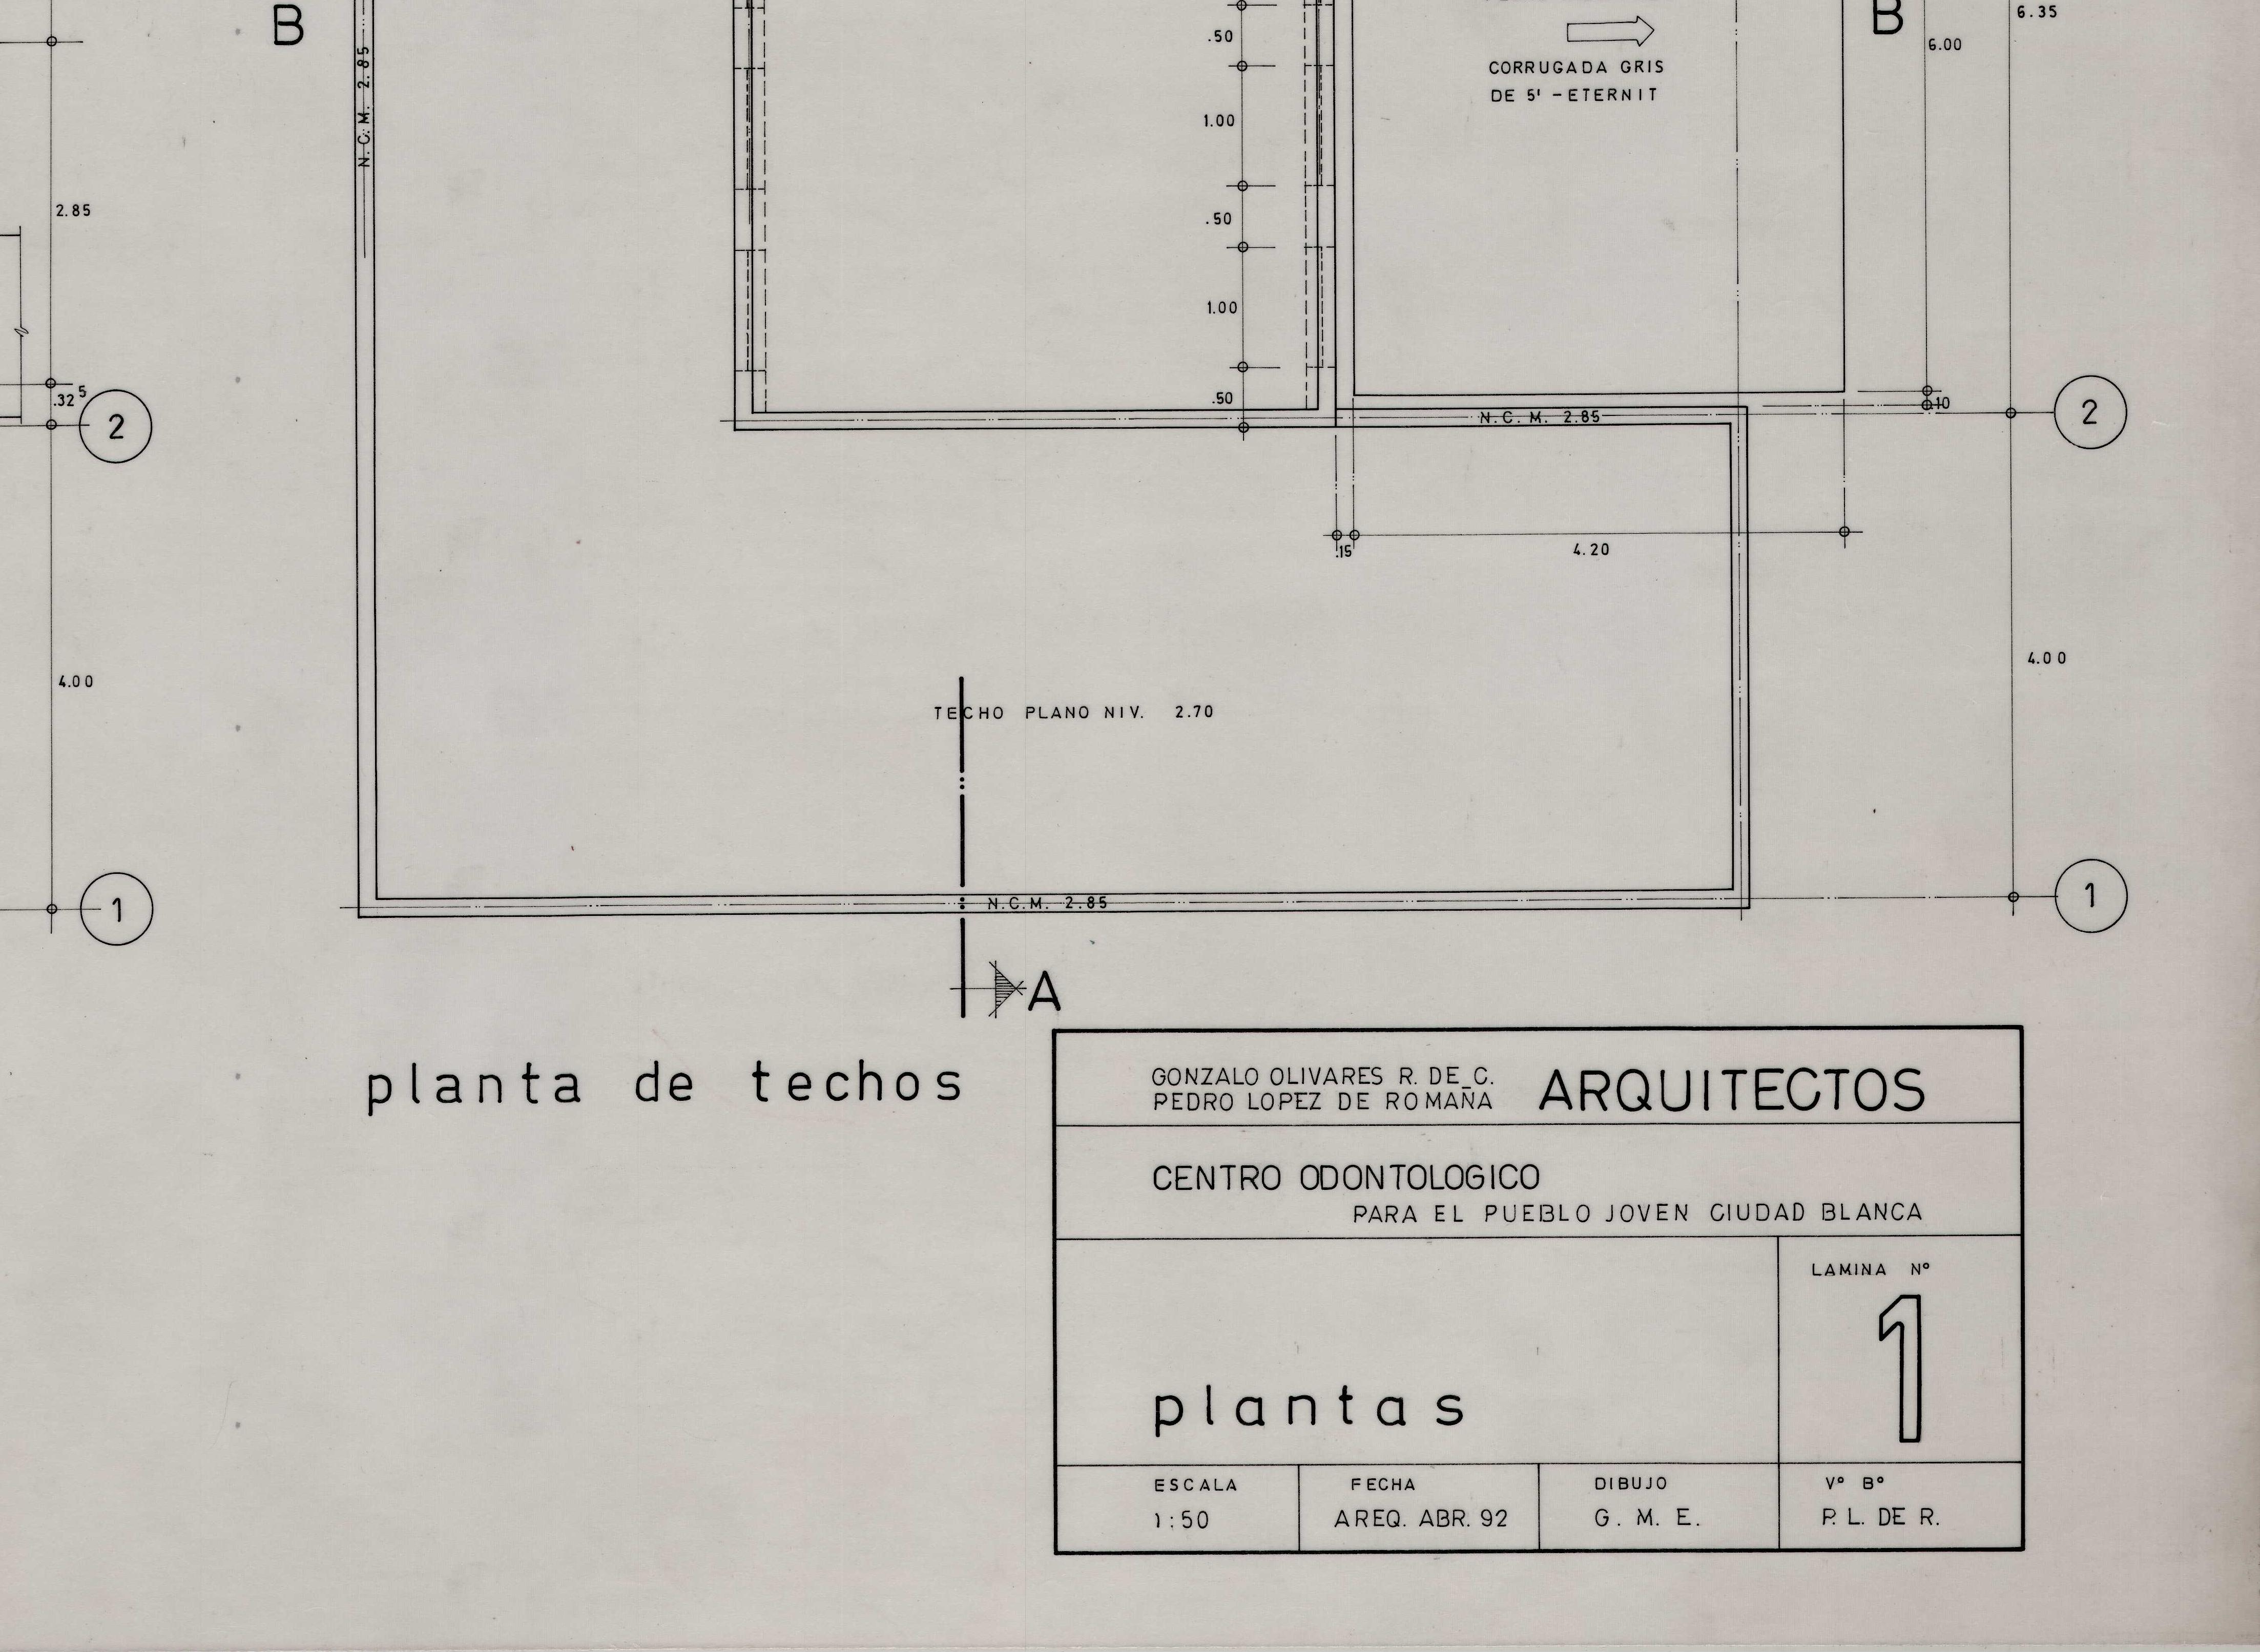 B
B
6.35
6.00
.50
CORRUGADA GRIS
DE 5' - ETERNIT
N.C.M. 2.85
1.00
2.85
.50
1.00
.32⁵
.50
.10
2
N.C.M. 2.85
2
.15
4.20
4.00
4.00
TECHO PLANO NIV. 2.70
1
N.C.M. 2.85
1
A
planta de techos
GONZALO OLIVARES R. DE C.
PEDRO LOPEZ DE ROMAÑA
ARQUITECTOS
CENTRO ODONTOLOGICO
PARA EL PUEBLO JOVEN CIUDAD BLANCA
LAMINA Nº
1
plantas
ESCALA
1:50
FECHA
AREQ. ABR. 92
DIBUJO
G. M. E.
Vº Bº
P. L. DE R.